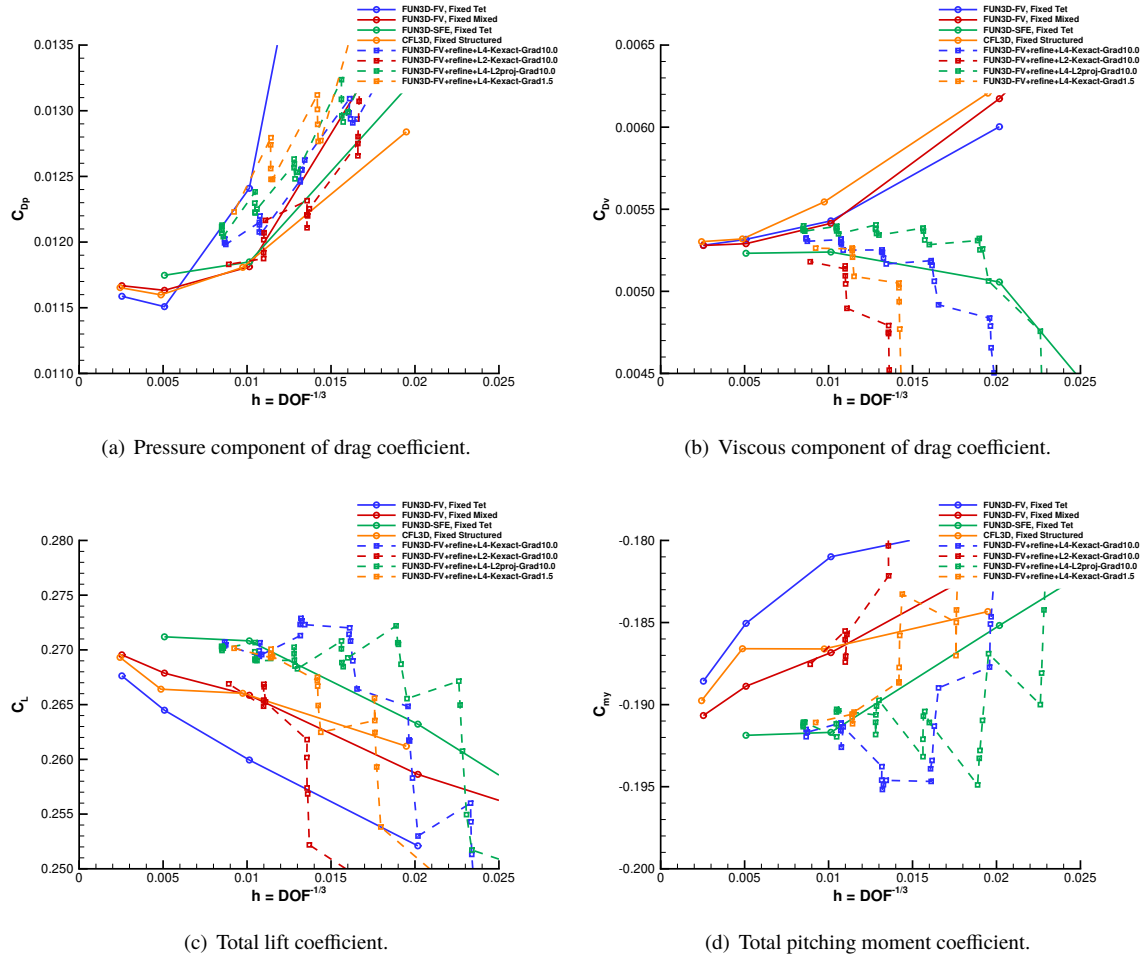 FUN3D-FV, Fixed Tet
FUN3D-FV, Fixed Mixed
FUN3D-SFE, Fixed Tet
CFL3D, Fixed Structured
FUN3D-FV+refine+L4-Kexact-Grad10.0
FUN3D-FV+refine+L2-Kexact-Grad10.0
FUN3D-FV+refine+L4-L2proj-Grad10.0
FUN3D-FV+refine+L4-Kexact-Grad1.5
0.0135
0.0130
0.0125
0.0120
0.0115
0.0110
C_Dp
0 0.005 0.01 0.015 0.02 0.025
h = DOF^-1/3
(a) Pressure component of drag coefficient.
FUN3D-FV, Fixed Tet
FUN3D-FV, Fixed Mixed
FUN3D-SFE, Fixed Tet
CFL3D, Fixed Structured
FUN3D-FV+refine+L4-Kexact-Grad10.0
FUN3D-FV+refine+L2-Kexact-Grad10.0
FUN3D-FV+refine+L4-L2proj-Grad10.0
FUN3D-FV+refine+L4-Kexact-Grad1.5
0.0065
0.0060
0.0055
0.0050
0.0045
C_Dv
0 0.005 0.01 0.015 0.02 0.025
h = DOF^-1/3
(b) Viscous component of drag coefficient.
FUN3D-FV, Fixed Tet
FUN3D-FV, Fixed Mixed
FUN3D-SFE, Fixed Tet
CFL3D, Fixed Structured
FUN3D-FV+refine+L4-Kexact-Grad10.0
FUN3D-FV+refine+L2-Kexact-Grad10.0
FUN3D-FV+refine+L4-L2proj-Grad10.0
FUN3D-FV+refine+L4-Kexact-Grad1.5
0.280
0.275
0.270
0.265
0.260
0.255
0.250
C_L
0 0.005 0.01 0.015 0.02 0.025
h = DOF^-1/3
(c) Total lift coefficient.
FUN3D-FV, Fixed Tet
FUN3D-FV, Fixed Mixed
FUN3D-SFE, Fixed Tet
CFL3D, Fixed Structured
FUN3D-FV+refine+L4-Kexact-Grad10.0
FUN3D-FV+refine+L2-Kexact-Grad10.0
FUN3D-FV+refine+L4-L2proj-Grad10.0
FUN3D-FV+refine+L4-Kexact-Grad1.5
-0.180
-0.185
-0.190
-0.195
-0.200
C_my
0 0.005 0.01 0.015 0.02 0.025
h = DOF^-1/3
(d) Total pitching moment coefficient.